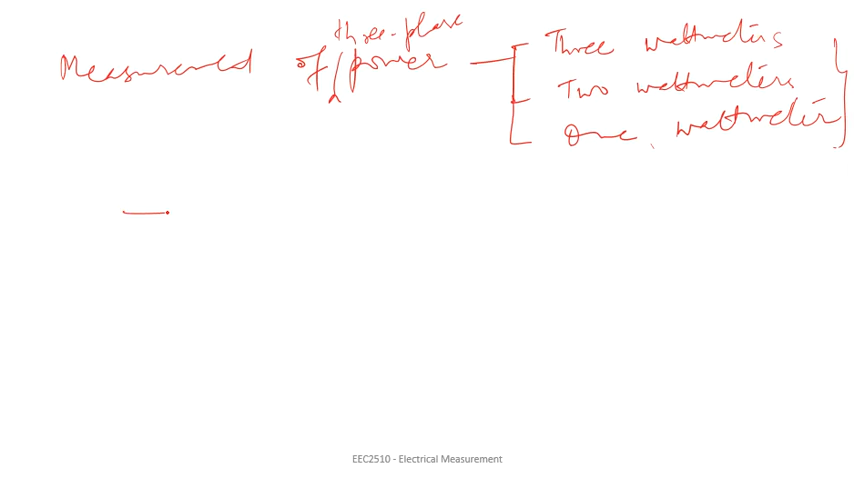 Measurement of three-phase power
Three wattmeters
Two wattmeters
One wattmeter
EEC2510 - Electrical Measurement